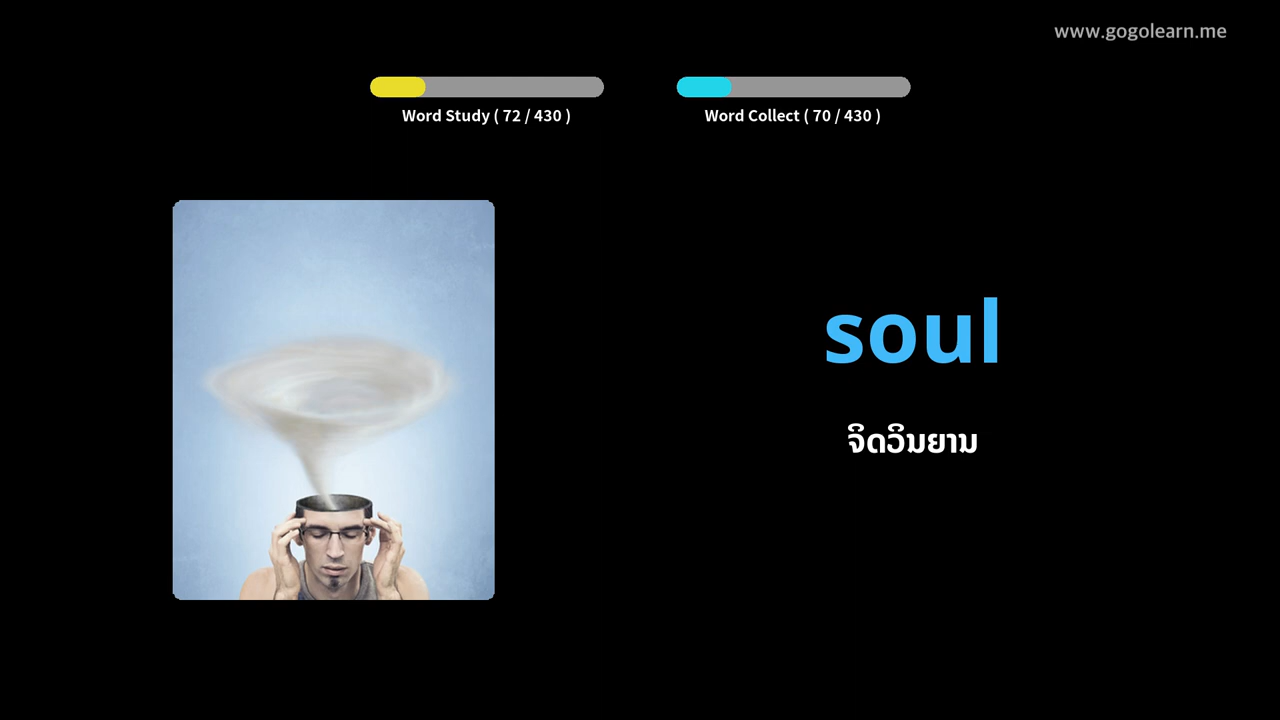 www.gogolearn.me
Word Study ( 72 / 430 )
Word Collect ( 70 / 430 )
soul
ຈິດວິນຍານ